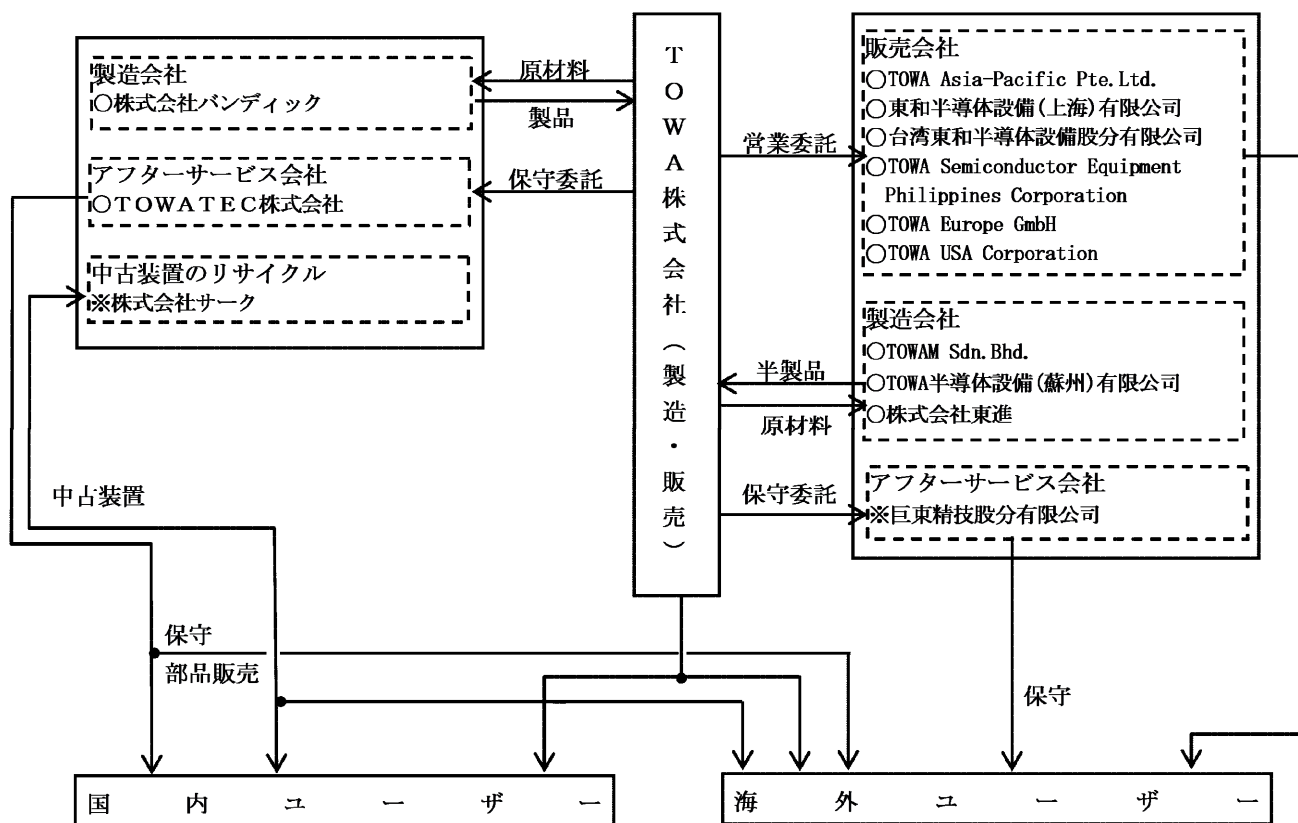 製造会社
○株式会社バンディック
アフターサービス会社
○ＴＯＷＡＴＥＣ株式会社
中古装置のリサイクル
※株式会社サーク
中古装置
原材料
製品
保守委託
ＴＯＷＡ株式会社（製造・販売）
営業委託
半製品
原材料
保守委託
販売会社
○TOWA Asia-Pacific Pte.Ltd.
○東和半導体設備(上海)有限公司
○台湾東和半導体設備股分有限公司
○TOWA Semiconductor Equipment
Philippines Corporation
○TOWA Europe GmbH
○TOWA USA Corporation
製造会社
○TOWAM Sdn.Bhd.
○TOWA半導体設備(蘇州)有限公司
○株式会社東進
アフターサービス会社
※巨東精技股分有限公司
保守
部品販売
保守
国内ユーザー
海外ユーザー